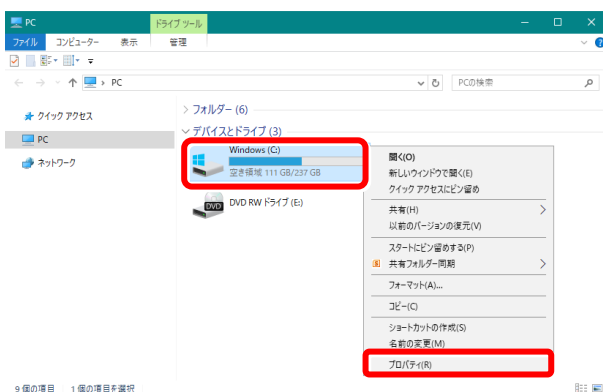 PC
ドライブ ツール
ファイル
コンピューター
表示
管理
PC
PCの検索
クイック アクセス
PC
ネットワーク
フォルダー (6)
デバイスとドライブ (3)
Windows (C:)
空き領域 111 GB/237 GB
DVD RW ドライブ (E:)
DVD
開く(O)
新しいウィンドウで開く(E)
クイック アクセスにピン留め
共有(H)
以前のバージョンの復元(V)
スタートにピン留めする(P)
共有フォルダー同期
フォーマット(A)...
コピー(C)
ショートカットの作成(S)
名前の変更(M)
プロパティ(R)
9 個の項目
1 個の項目を選択